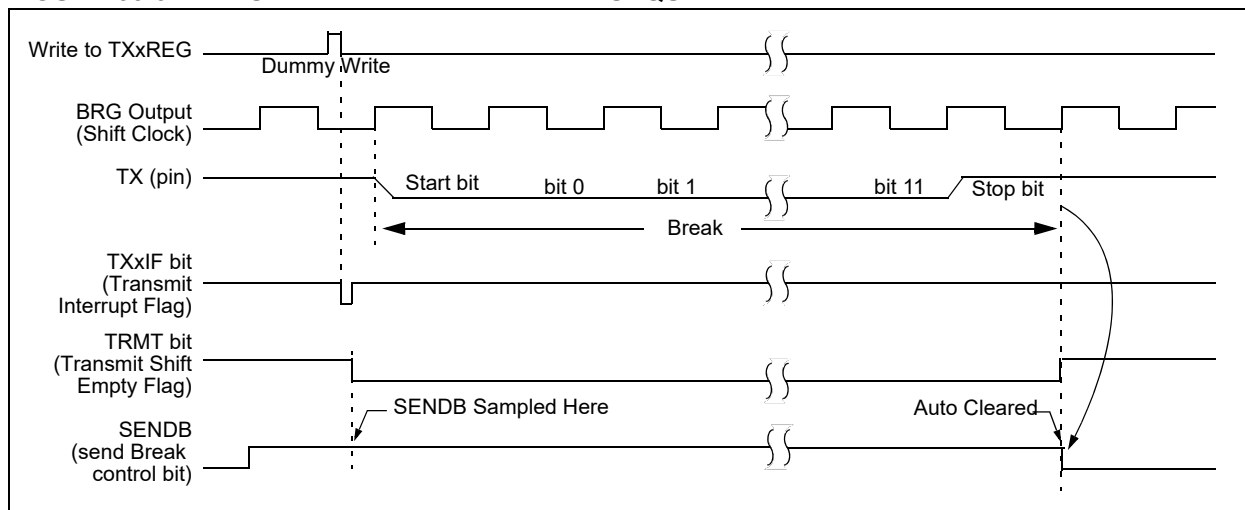 Write to TXxREG
Dummy Write
BRG Output
(Shift Clock)
TX (pin)
Start bit
bit 0
bit 1
bit 11
Stop bit
Break
TXxIF bit
(Transmit
Interrupt Flag)
TRMT bit
(Transmit Shift
Empty Flag)
SENDB Sampled Here
Auto Cleared
SENDB
(send Break
control bit)